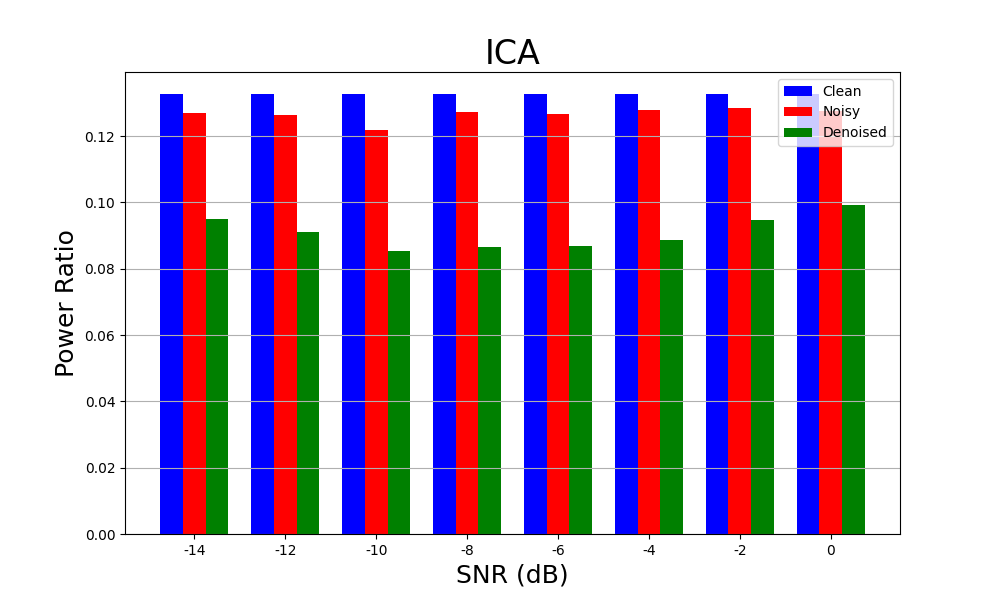 ICA
Clean
Noisy
Denoised
Power Ratio
0.12
0.10
0.08
0.06
0.04
0.02
0.00
-14 -12 -10 -8 -6 -4 -2 0
SNR (dB)